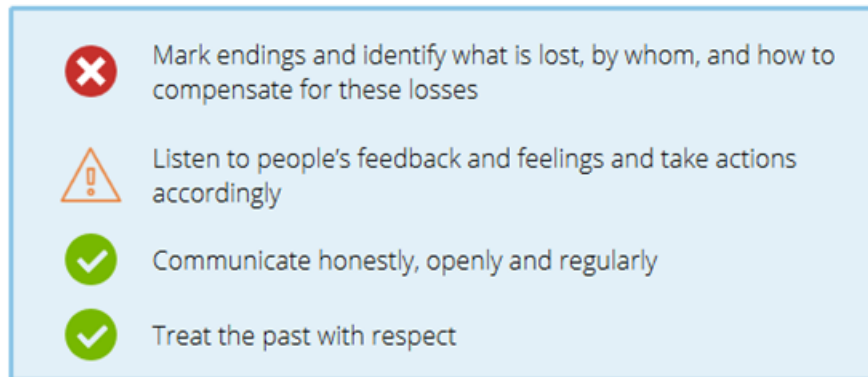 Mark endings and identify what is lost, by whom, and how to
compensate for these losses
Listen to people's feedback and feelings and take actions
accordingly
Communicate honestly, openly and regularly
Treat the past with respect